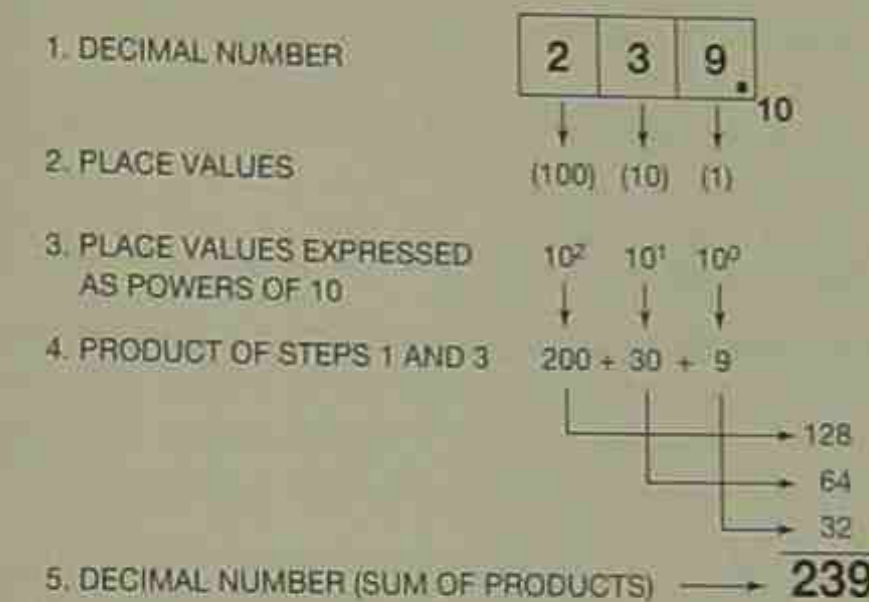 1. DECIMAL NUMBER 2 3 9.
10
2. PLACE VALUES (100) (10) (1)
3. PLACE VALUES EXPRESSED 10² 10¹ 10⁰
AS POWERS OF 10
4. PRODUCT OF STEPS 1 AND 3 200 + 30 + 9
128
64
32
5. DECIMAL NUMBER (SUM OF PRODUCTS) 239